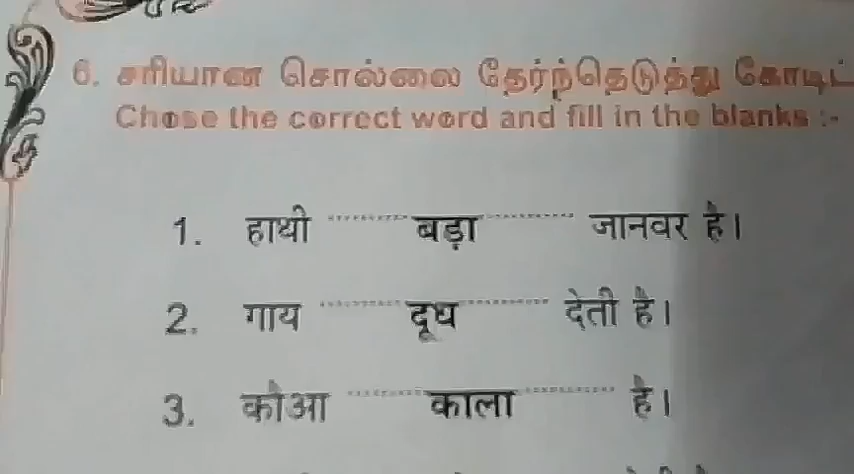 6. சரியான சொல்லை தேர்ந்தெடுத்து
Chose the correct word and fill in the blanks :-
1. हाथी ............ बड़ा ............ जानवर है।
2. गाय ............ दूध ............ देती है।
3. कौआ ............ काला ............ है।